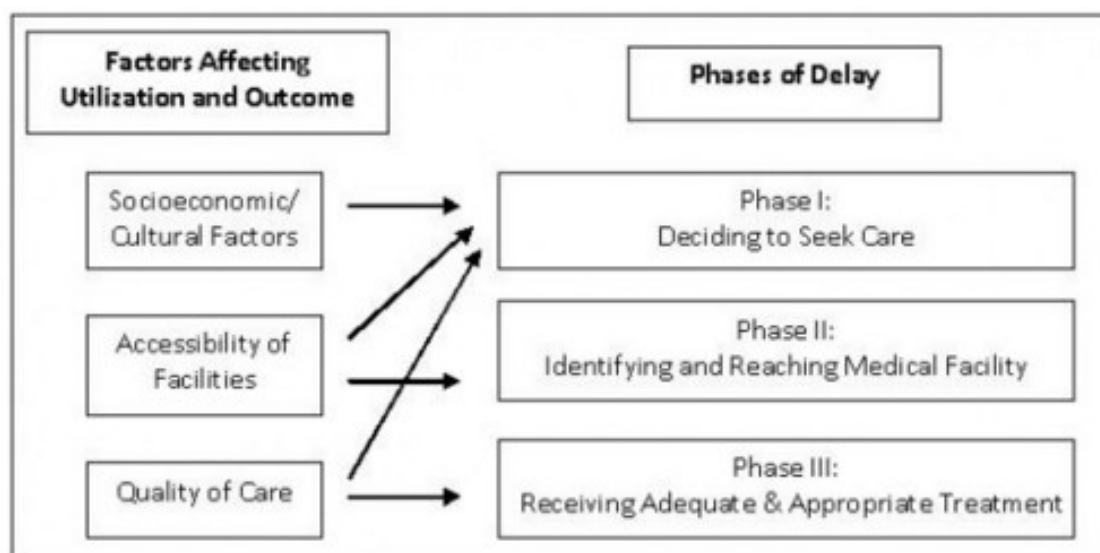 Factors Affecting
Utilization and Outcome
Phases of Delay
Socioeconomic/
Cultural Factors
Phase I:
Deciding to Seek Care
Accessibility of
Facilities
Phase II:
Identifying and Reaching Medical Facility
Quality of Care
Phase III:
Receiving Adequate & Appropriate Treatment